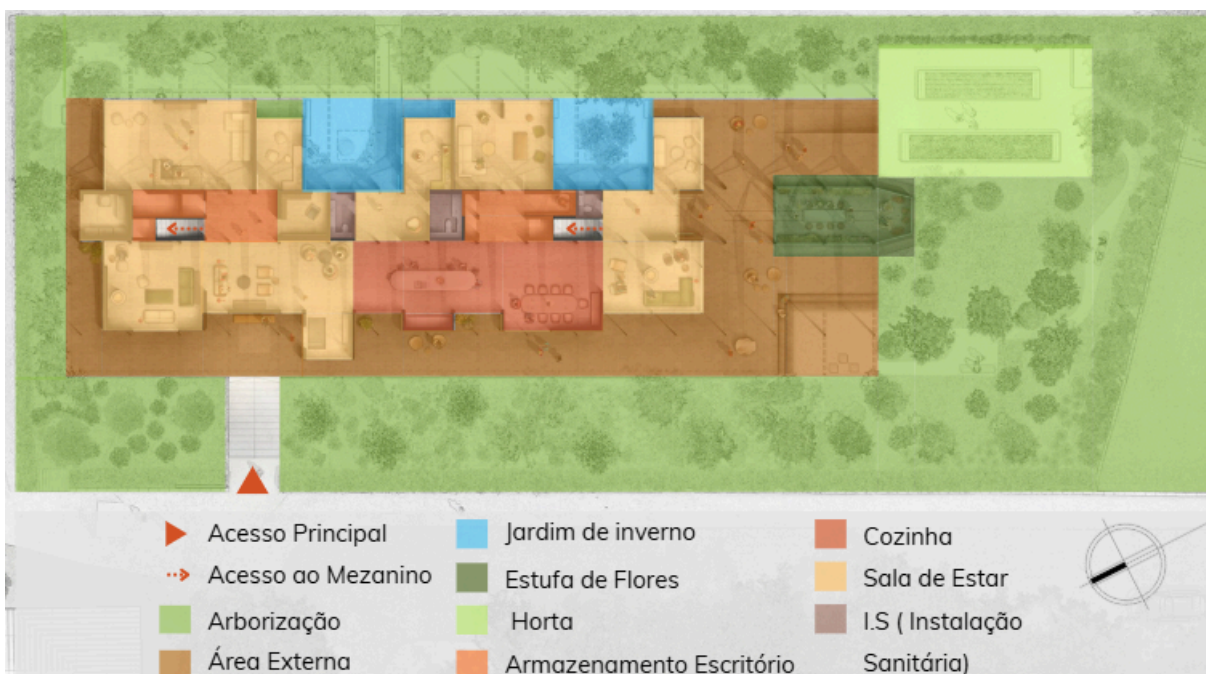 Acesso Principal
Acesso ao Mezanino
Arborização
Área Externa
Jardim de inverno
Estufa de Flores
Horta
Armazenamento Escritório
Cozinha
Sala de Estar
I.S ( Instalação
Sanitária)